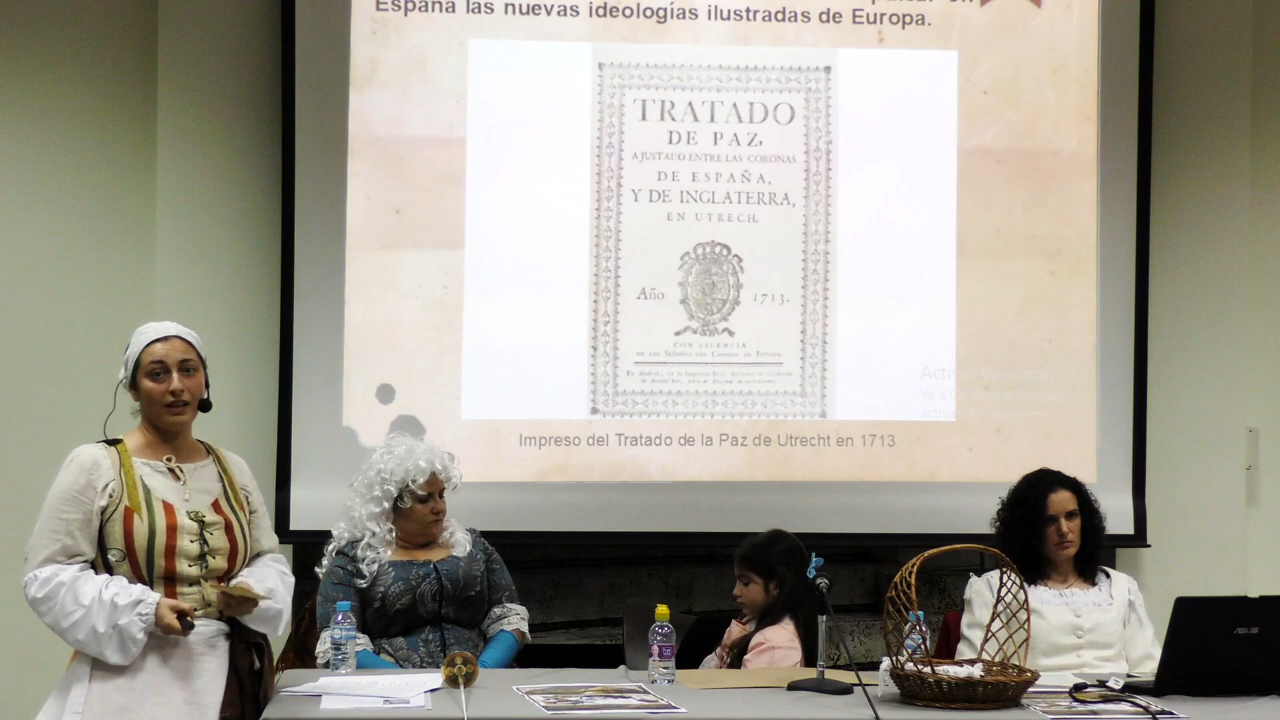 España las nuevas ideologías ilustradas de Europa.
TRATADO
DE PAZ,
AJUSTADO ENTRE LAS CORONAS
DE ESPAÑA,
Y DE INGLATERRA,
EN UTRECH.
Año 1713.
CON LICENCIA
Impreso del Tratado de la Paz de Utrecht en 1713
ASUS